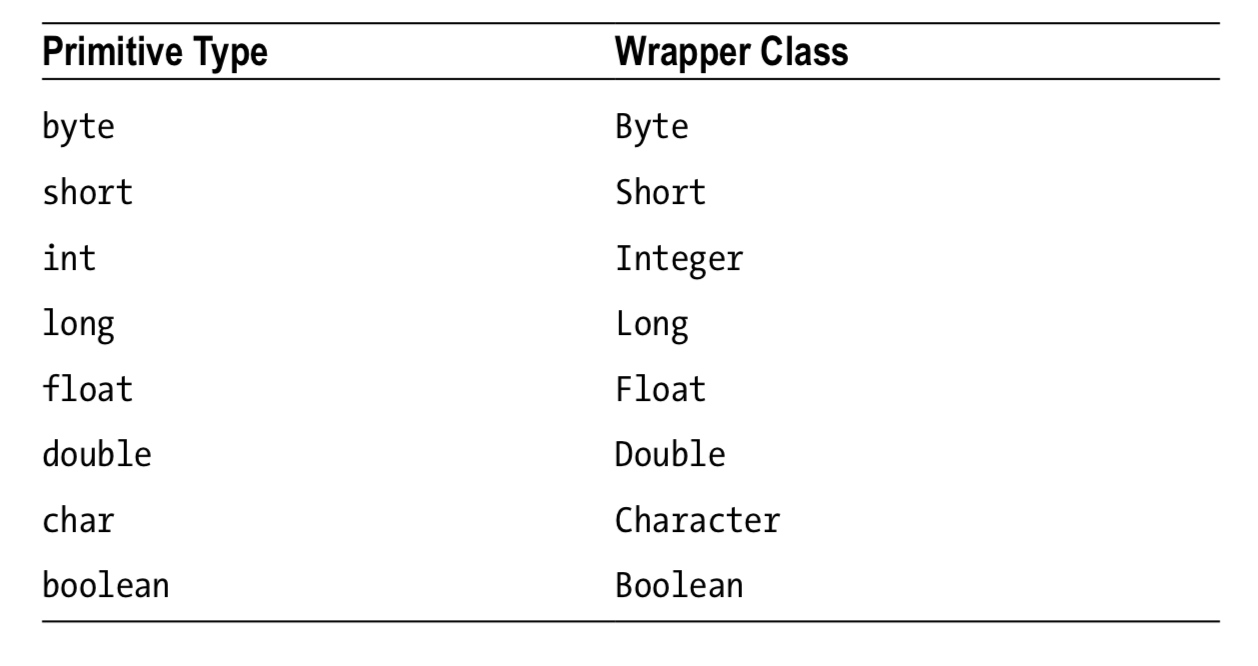 Primitive Type Wrapper Class
byte Byte
short Short
int Integer
long Long
float Float
double Double
char Character
boolean Boolean